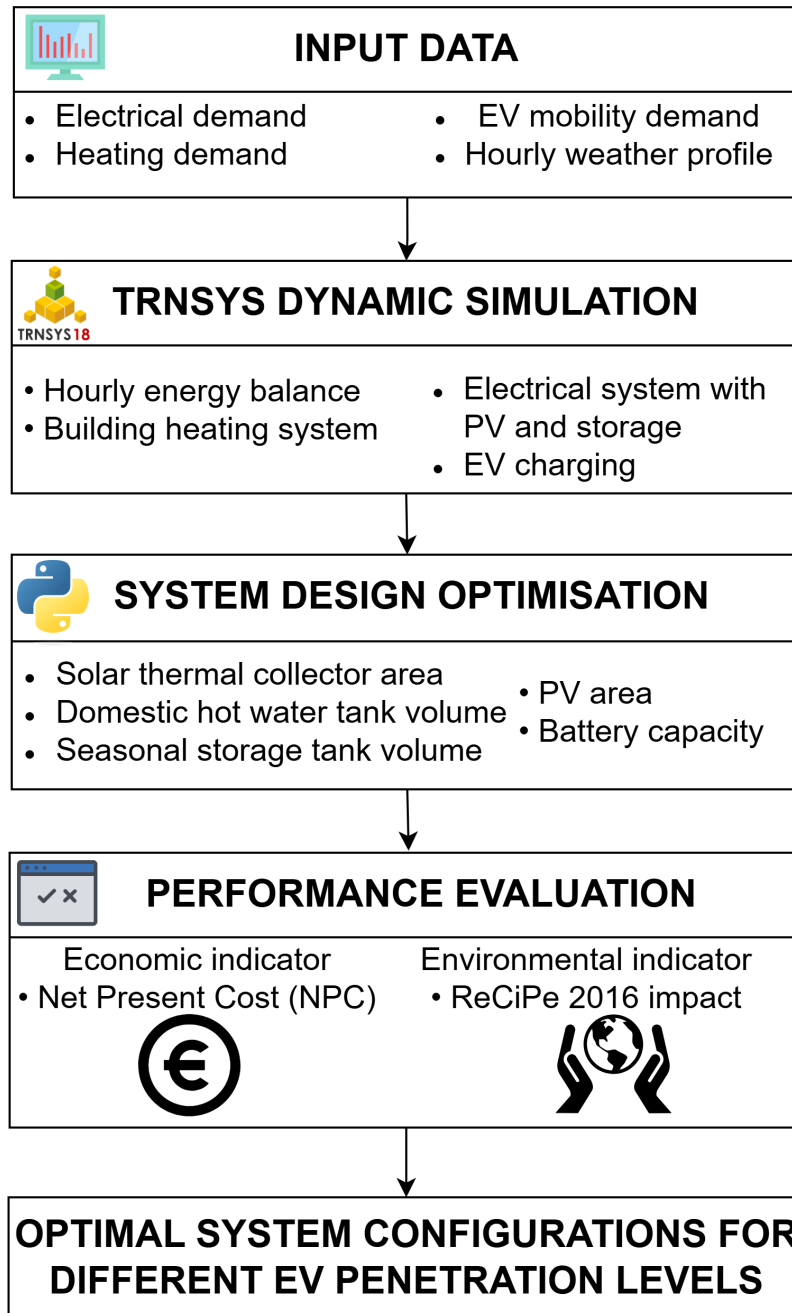 INPUT DATA
• Electrical demand
• Heating demand
• EV mobility demand
• Hourly weather profile
TRNSYS18
TRNSYS DYNAMIC SIMULATION
• Hourly energy balance
• Building heating system
• Electrical system with
PV and storage
• EV charging
SYSTEM DESIGN OPTIMISATION
• Solar thermal collector area
• Domestic hot water tank volume
• Seasonal storage tank volume
• PV area
• Battery capacity
PERFORMANCE EVALUATION
Economic indicator
• Net Present Cost (NPC)
Environmental indicator
• ReCiPe 2016 impact
€
OPTIMAL SYSTEM CONFIGURATIONS FOR
DIFFERENT EV PENETRATION LEVELS